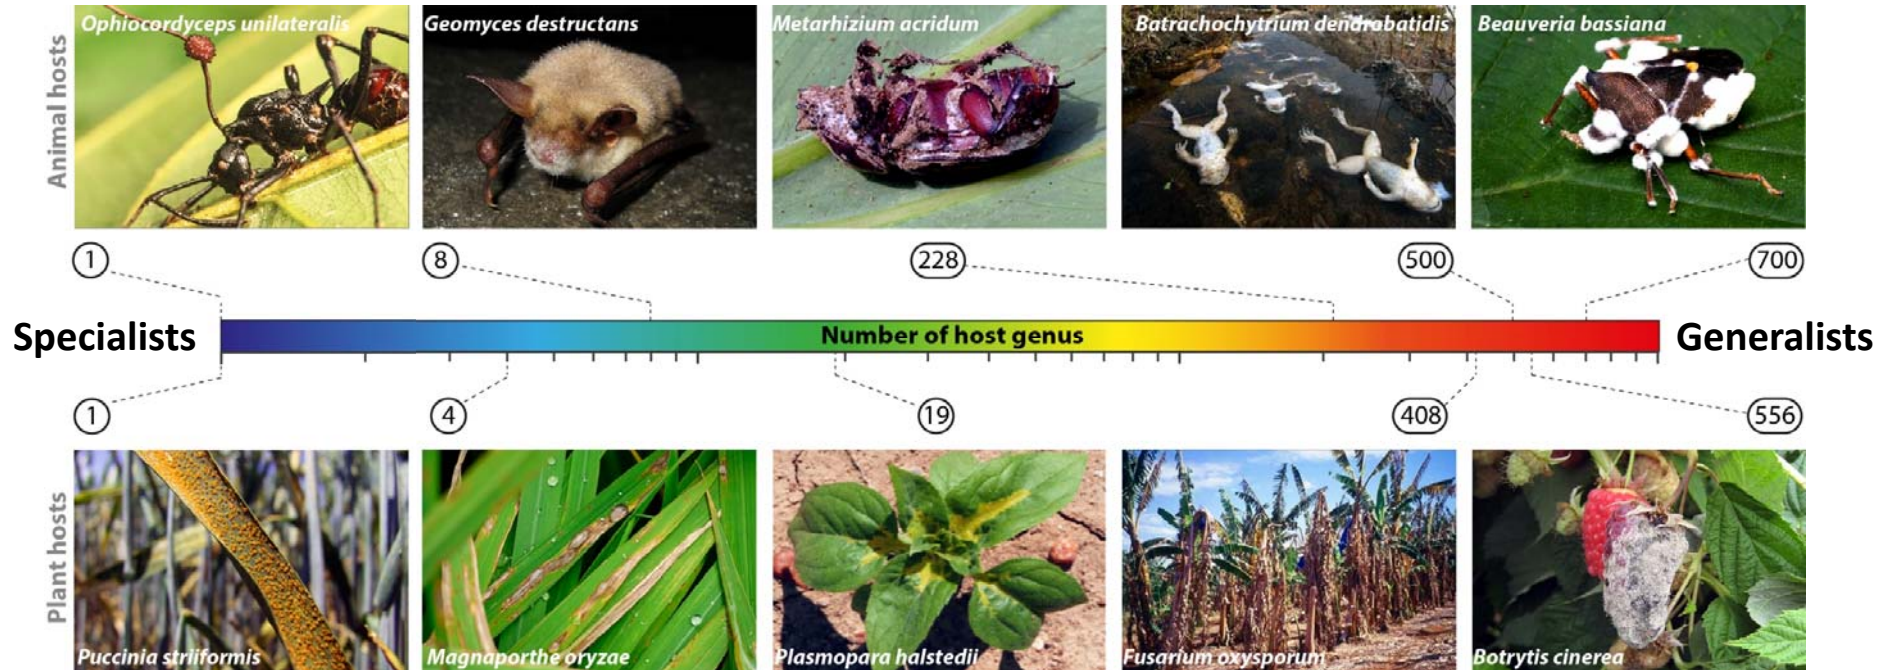 Animal hosts
Ophiocordyceps unilateralis
Geomyces destructans
Metarhizium acridum
Batrachochytrium dendrobatidis
Beauveria bassiana
1
8
228
500
700
Specialists
Number of host genus
Generalists
1
4
19
408
556
Plant hosts
Puccinia striiformis
Magnaporthe oryzae
Plasmopara halstedii
Fusarium oxysporum
Botrytis cinerea